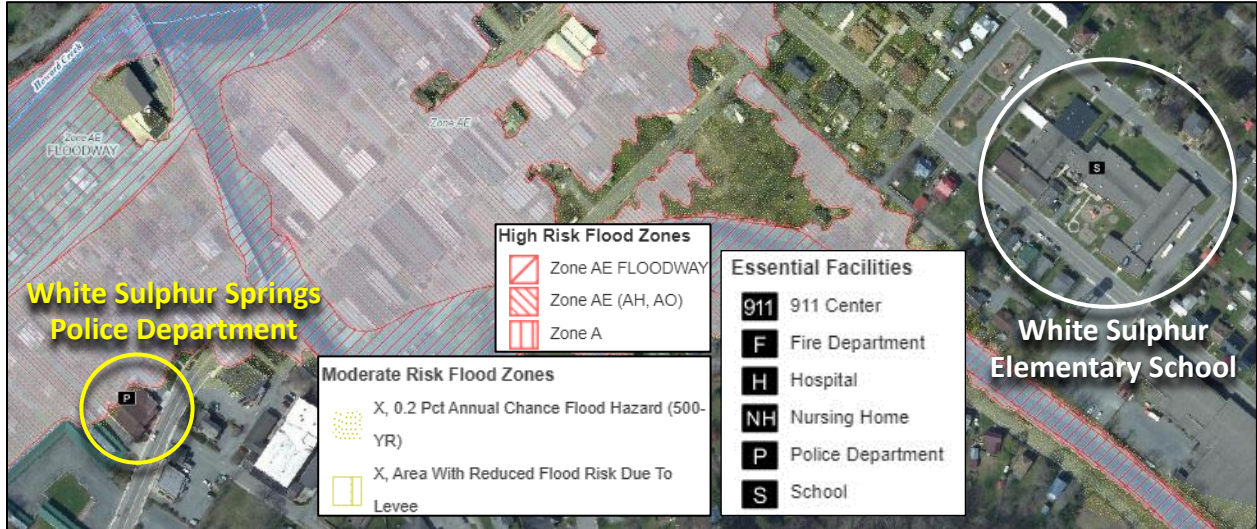 Howard Creek
Zone AE
FLOODWAY
Zone AE
S
White Sulphur Springs
Police Department
P
High Risk Flood Zones
Zone AE FLOODWAY
Zone AE (AH, AO)
Zone A
Moderate Risk Flood Zones
X, 0.2 Pct Annual Chance Flood Hazard (500-
YR)
X, Area With Reduced Flood Risk Due To
Levee
Essential Facilities
911 911 Center
F Fire Department
H Hospital
NH Nursing Home
P Police Department
S School
White Sulphur
Elementary School